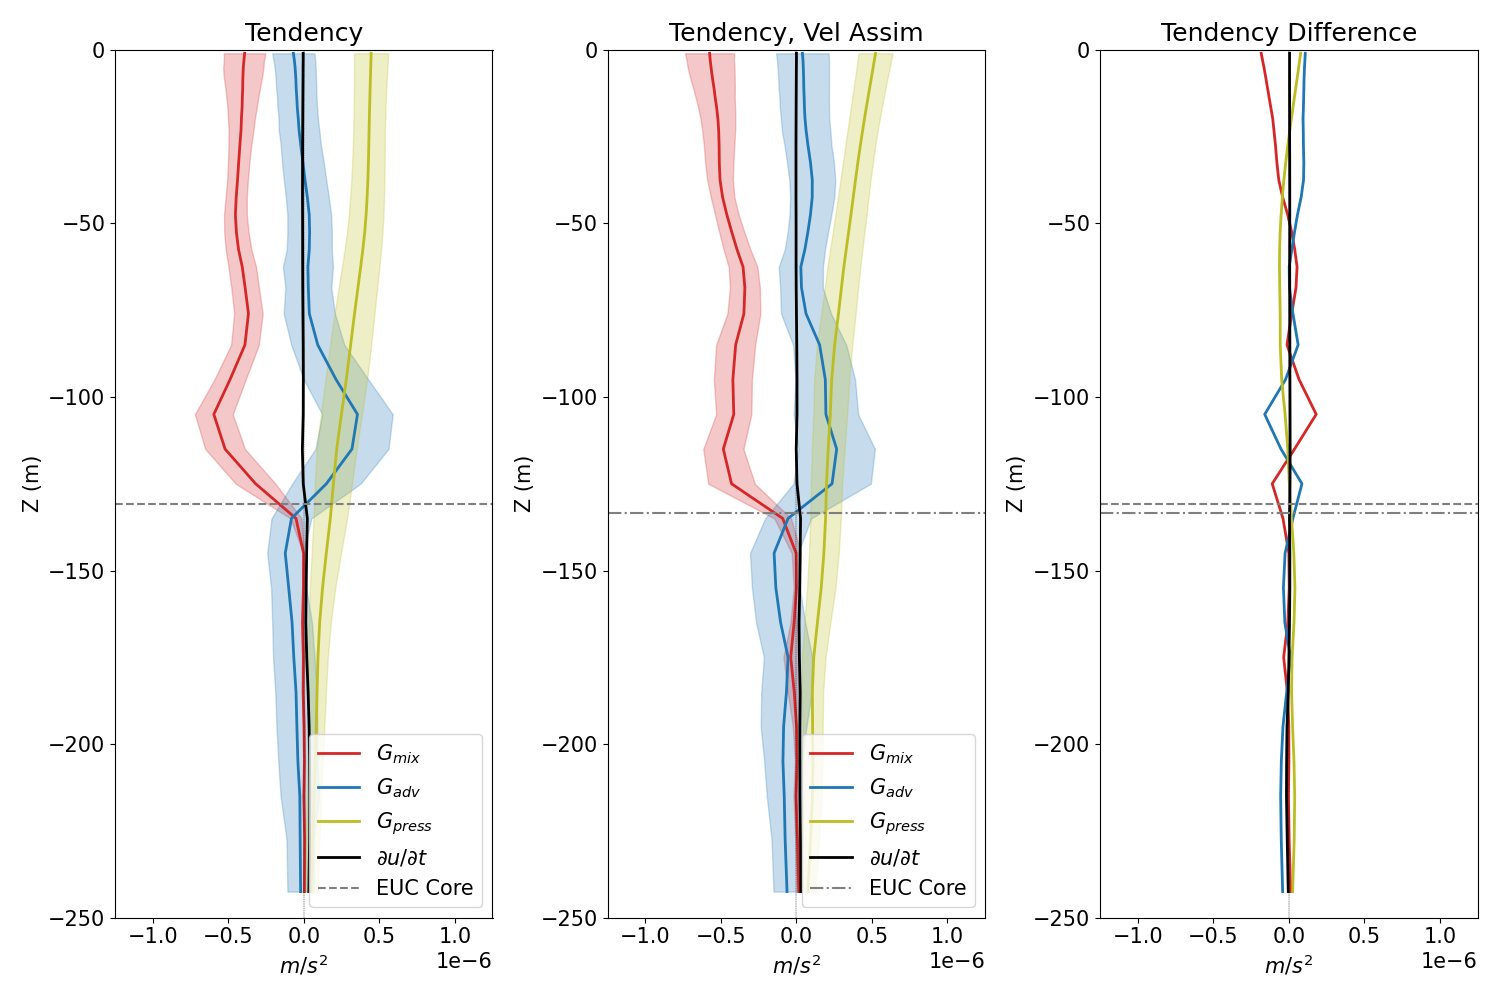 Tendency
0
−50
−100
−150
−200
−250
Z (m)
−1.0 −0.5 0.0 0.5 1.0
m/s²
1e−6
G_mix
G_adv
G_press
∂u/∂t
EUC Core
Tendency, Vel Assim
0
−50
−100
−150
−200
−250
Z (m)
−1.0 −0.5 0.0 0.5 1.0
m/s²
1e−6
G_mix
G_adv
G_press
∂u/∂t
EUC Core
Tendency Difference
0
−50
−100
−150
−200
−250
Z (m)
−1.0 −0.5 0.0 0.5 1.0
m/s²
1e−6